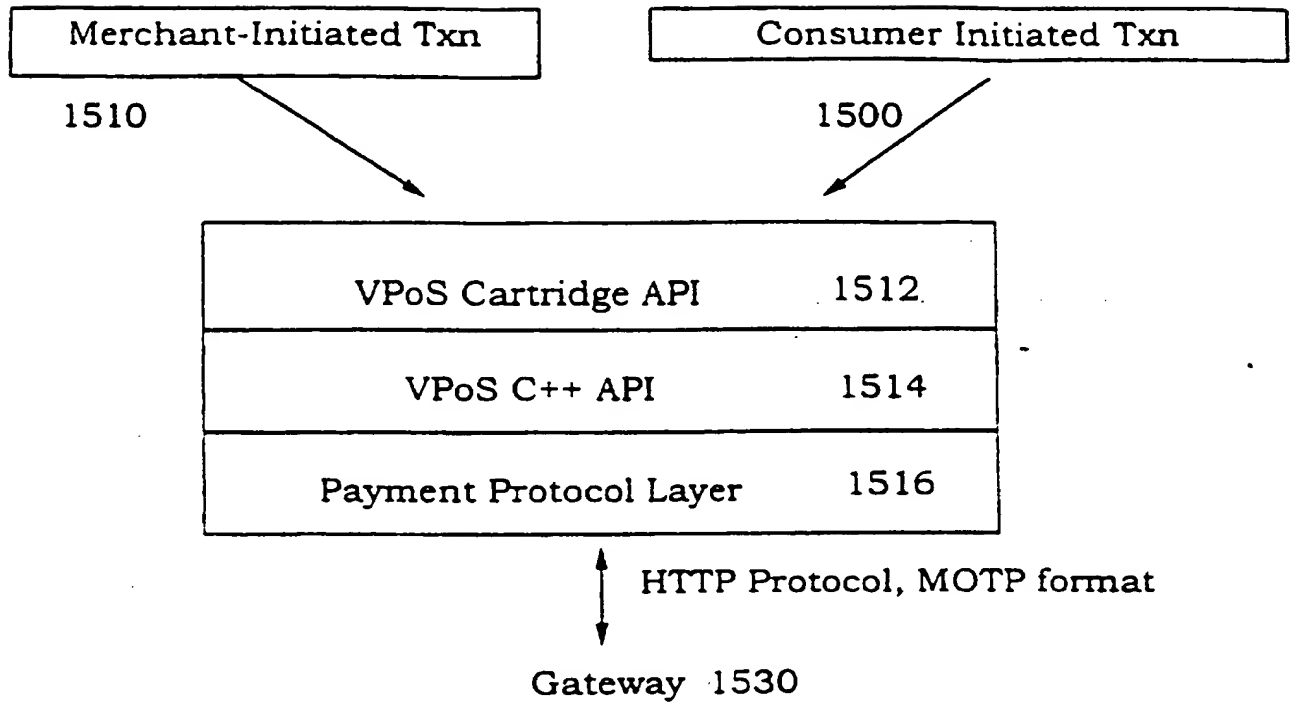 Merchant-Initiated Txn
Consumer Initiated Txn
1510
1500
VPoS Cartridge API 1512
VPoS C++ API 1514
Payment Protocol Layer 1516
HTTP Protocol, MOTP format
Gateway 1530